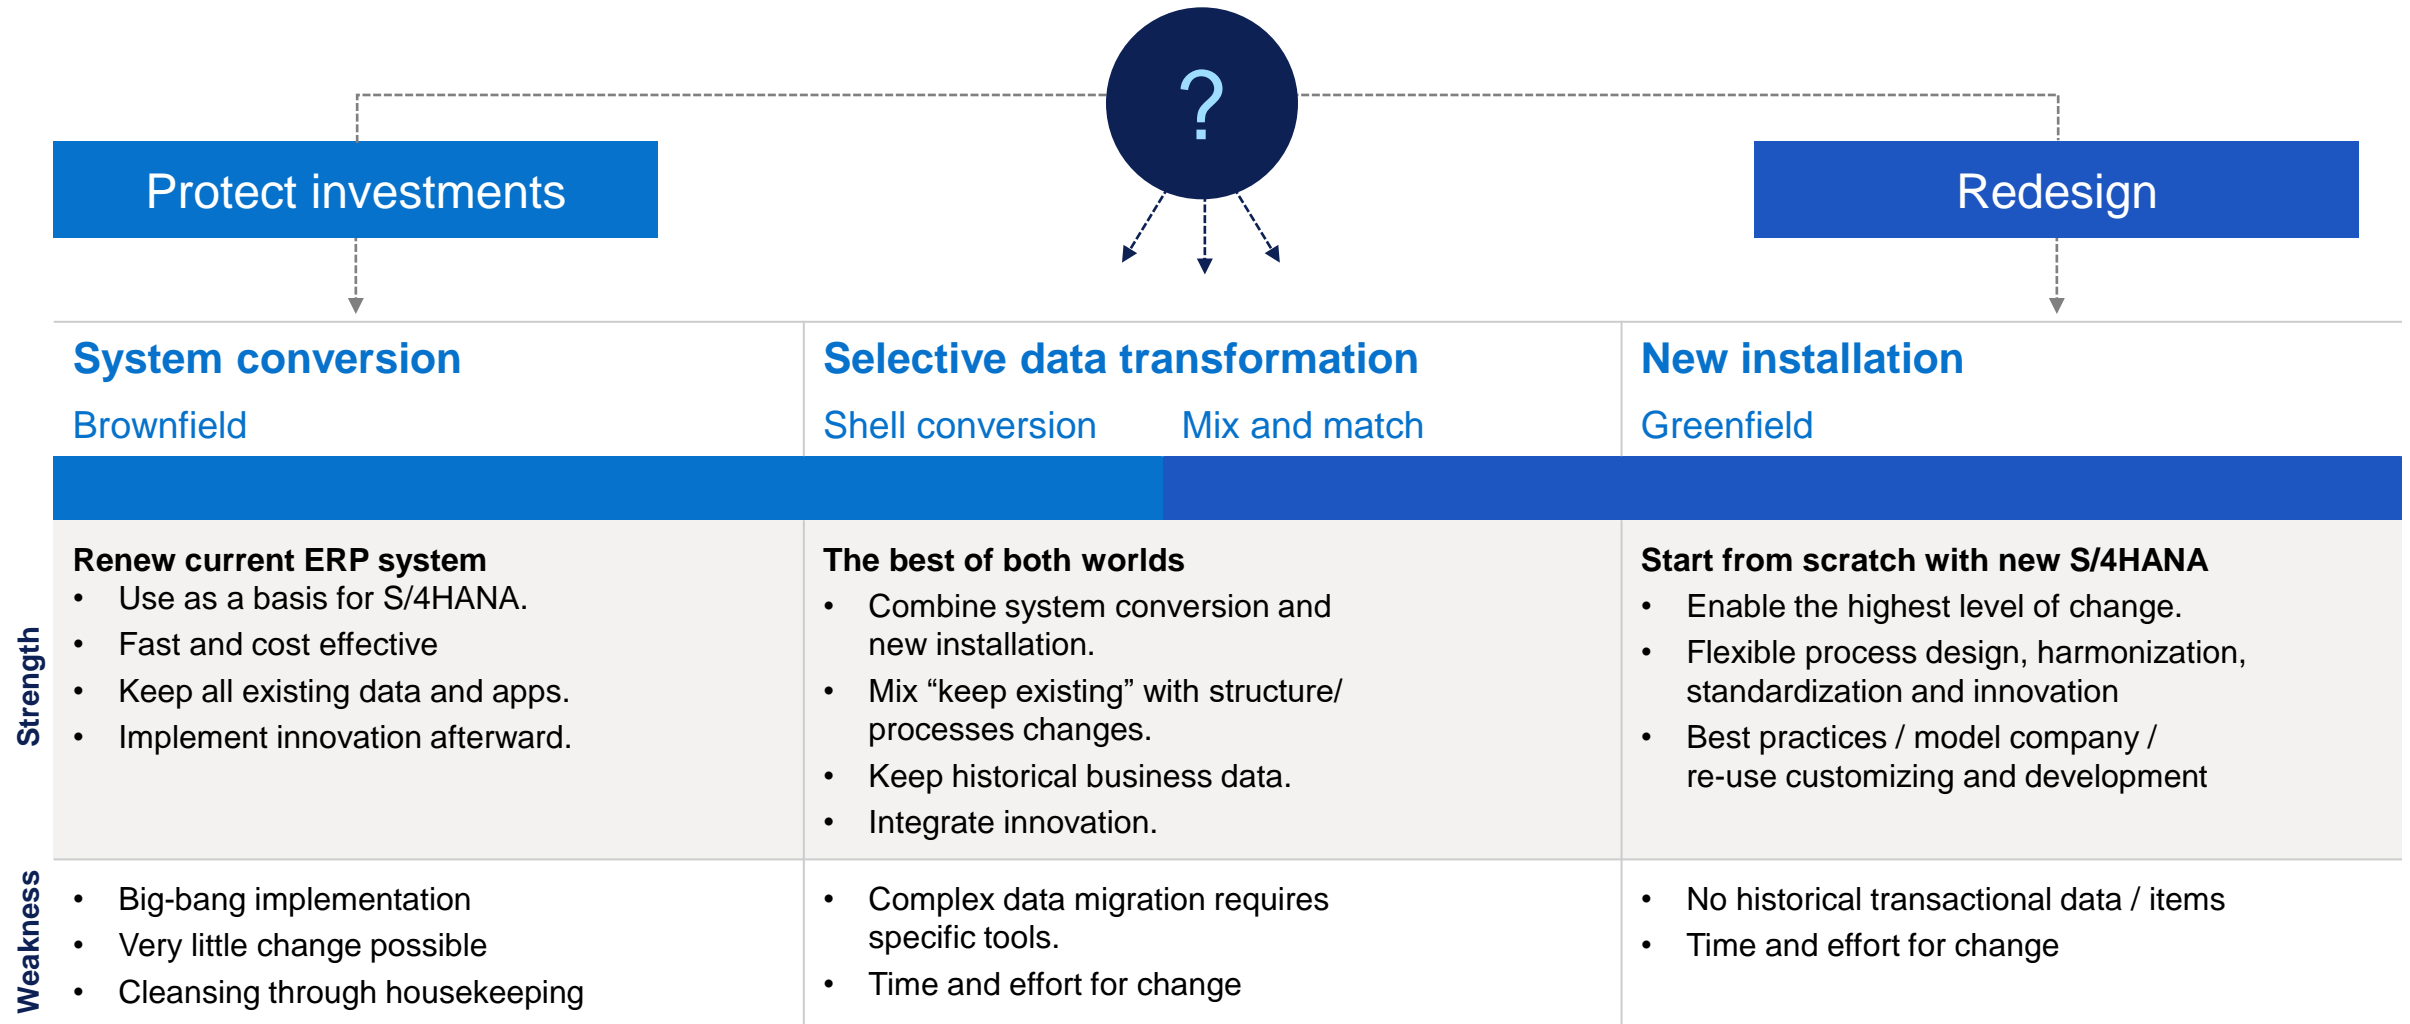 ?
Protect investments
Redesign
System conversion
Brownfield
Selective data transformation
Shell conversion
Mix and match
New installation
Greenfield
Strength
Renew current ERP system
• Use as a basis for S/4HANA.
• Fast and cost effective
• Keep all existing data and apps.
• Implement innovation afterward.
The best of both worlds
• Combine system conversion and
new installation.
• Mix “keep existing” with structure/
processes changes.
• Keep historical business data.
• Integrate innovation.
Start from scratch with new S/4HANA
• Enable the highest level of change.
• Flexible process design, harmonization,
standardization and innovation
• Best practices / model company /
re-use customizing and development
Weakness
• Big-bang implementation
• Very little change possible
• Cleansing through housekeeping
• Complex data migration requires
specific tools.
• Time and effort for change
• No historical transactional data / items
• Time and effort for change